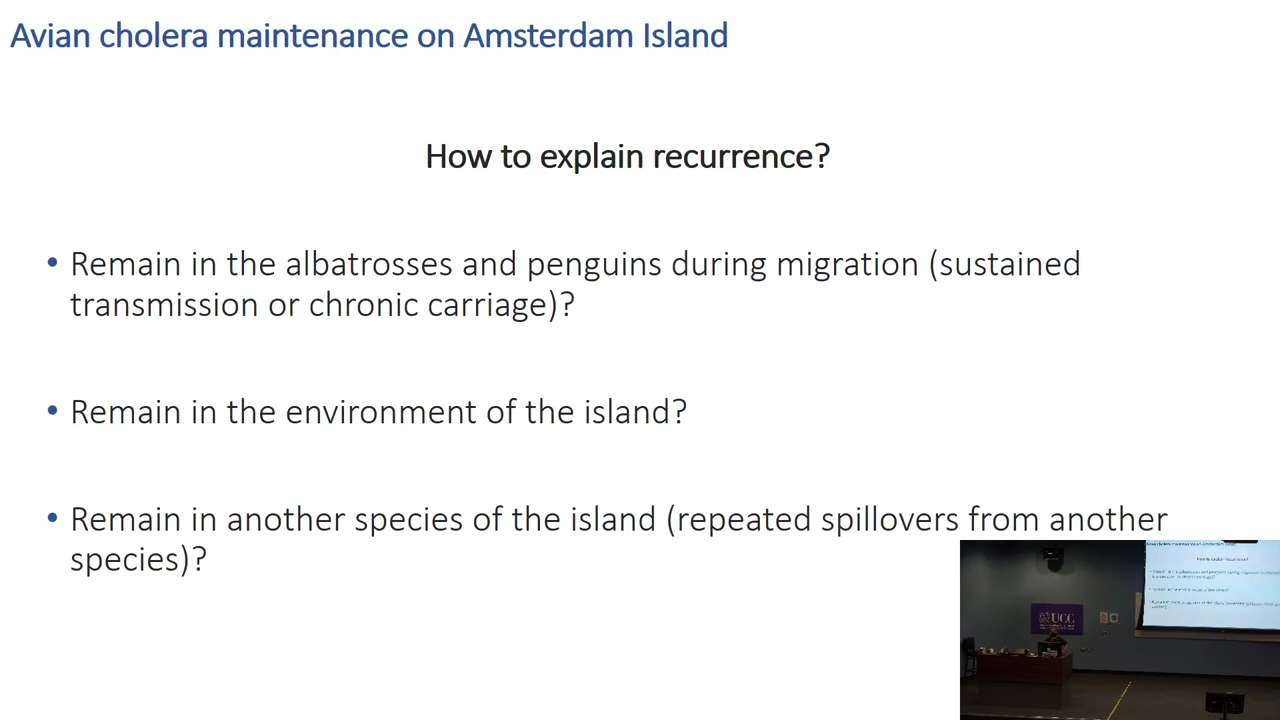 Avian cholera maintenance on Amsterdam Island
How to explain recurrence?
• Remain in the albatrosses and penguins during migration (sustained
transmission or chronic carriage)?
• Remain in the environment of the island?
• Remain in another species of the island (repeated spillovers from another
species)?
UCC